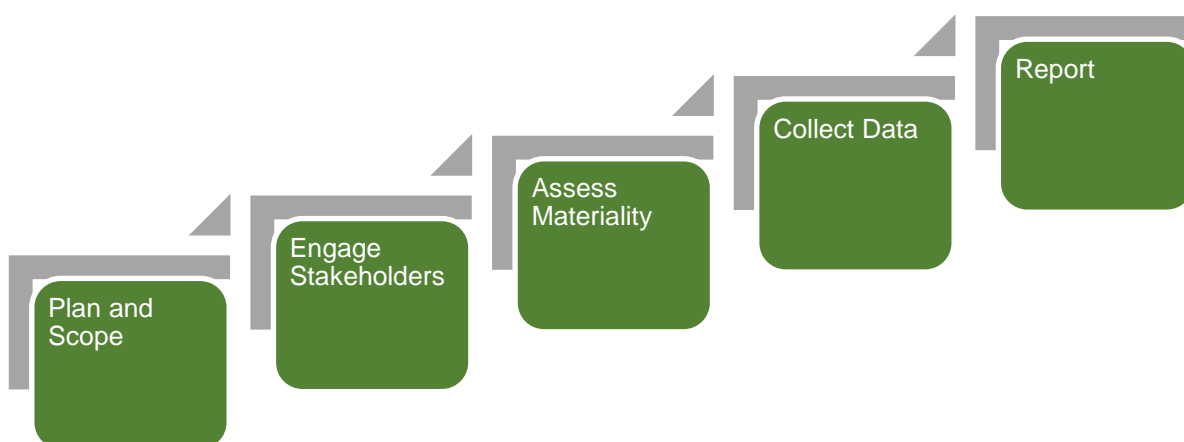 Plan and
Scope
Engage
Stakeholders
Assess
Materiality
Collect Data
Report